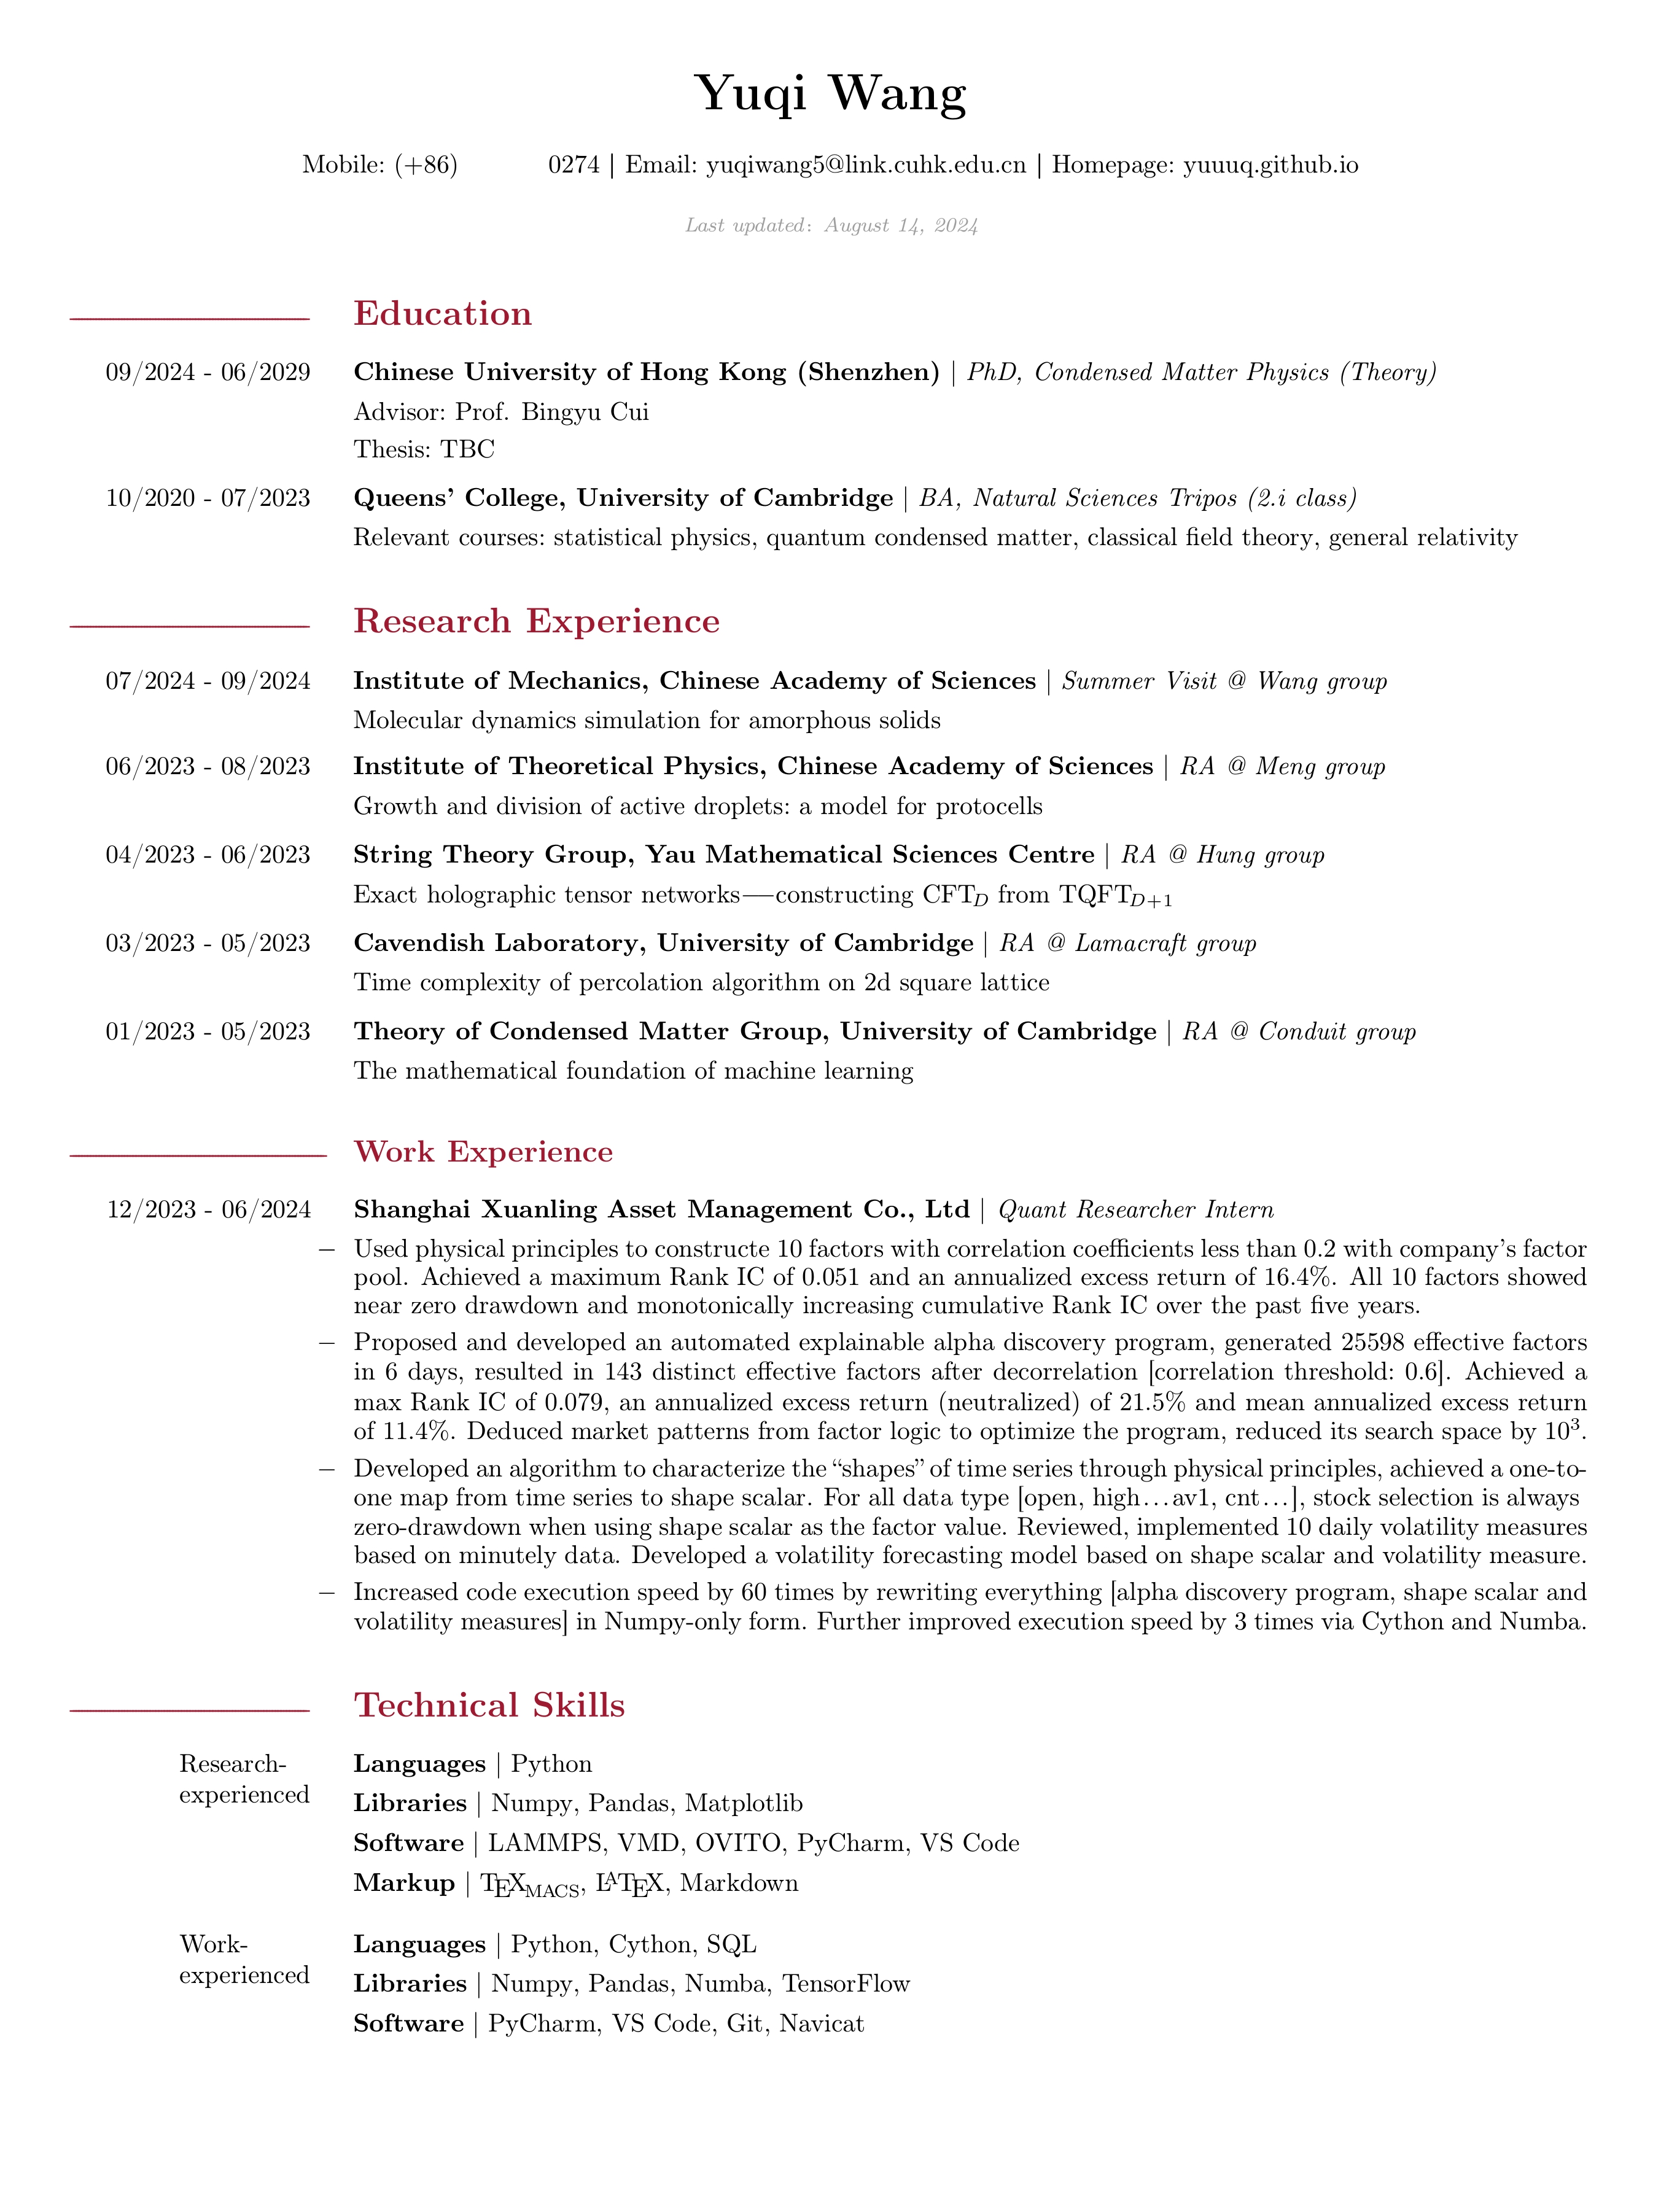 Yuqi Wang
Mobile: (+86) 0274 | Email: yuqiwang5@link.cuhk.edu.cn | Homepage: yuuuq.github.io
Last updated: August 14, 2024
Education
09/2024 - 06/2029 Chinese University of Hong Kong (Shenzhen) | PhD, Condensed Matter Physics (Theory)
Advisor: Prof. Bingyu Cui
Thesis: TBC
10/2020 - 07/2023 Queens' College, University of Cambridge | BA, Natural Sciences Tripos (2.i class)
Relevant courses: statistical physics, quantum condensed matter, classical field theory, general relativity
Research Experience
07/2024 - 09/2024 Institute of Mechanics, Chinese Academy of Sciences | Summer Visit @ Wang group
Molecular dynamics simulation for amorphous solids
06/2023 - 08/2023 Institute of Theoretical Physics, Chinese Academy of Sciences | RA @ Meng group
Growth and division of active droplets: a model for protocells
04/2023 - 06/2023 String Theory Group, Yau Mathematical Sciences Centre | RA @ Hung group
Exact holographic tensor networks—constructing CFT_D from TQFT_{D+1}
03/2023 - 05/2023 Cavendish Laboratory, University of Cambridge | RA @ Lamacraft group
Time complexity of percolation algorithm on 2d square lattice
01/2023 - 05/2023 Theory of Condensed Matter Group, University of Cambridge | RA @ Conduit group
The mathematical foundation of machine learning
Work Experience
12/2023 - 06/2024 Shanghai Xuanling Asset Management Co., Ltd | Quant Researcher Intern
– Used physical principles to constructe 10 factors with correlation coefficients less than 0.2 with company's factor
pool. Achieved a maximum Rank IC of 0.051 and an annualized excess return of 16.4%. All 10 factors showed
near zero drawdown and monotonically increasing cumulative Rank IC over the past five years.
– Proposed and developed an automated explainable alpha discovery program, generated 25598 effective factors
in 6 days, resulted in 143 distinct effective factors after decorrelation [correlation threshold: 0.6]. Achieved a
max Rank IC of 0.079, an annualized excess return (neutralized) of 21.5% and mean annualized excess return
of 11.4%. Deduced market patterns from factor logic to optimize the program, reduced its search space by 10³.
– Developed an algorithm to characterize the “shapes” of time series through physical principles, achieved a one-to-
one map from time series to shape scalar. For all data type [open, high…av1, cnt…], stock selection is always
zero-drawdown when using shape scalar as the factor value. Reviewed, implemented 10 daily volatility measures
based on minutely data. Developed a volatility forecasting model based on shape scalar and volatility measure.
– Increased code execution speed by 60 times by rewriting everything [alpha discovery program, shape scalar and
volatility measures] in Numpy-only form. Further improved execution speed by 3 times via Cython and Numba.
Technical Skills
Research-
experienced
Languages | Python
Libraries | Numpy, Pandas, Matplotlib
Software | LAMMPS, VMD, OVITO, PyCharm, VS Code
Markup | TEXMACS, LATEX, Markdown
Work-
experienced
Languages | Python, Cython, SQL
Libraries | Numpy, Pandas, Numba, TensorFlow
Software | PyCharm, VS Code, Git, Navicat